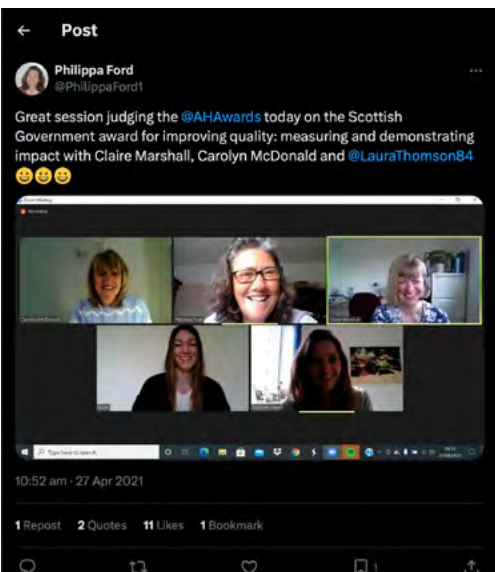 Post
Philippa Ford
@PhilippaFord1
Great session judging the @AHAwards today on the Scottish
Government award for improving quality: measuring and demonstrating
impact with Claire Marshall, Carolyn McDonald and @LauraThomson84
😀😀😀
Type here to search
10:52 am · 27 Apr 2021
1 Repost 2 Quotes 11 Likes 1 Bookmark
1